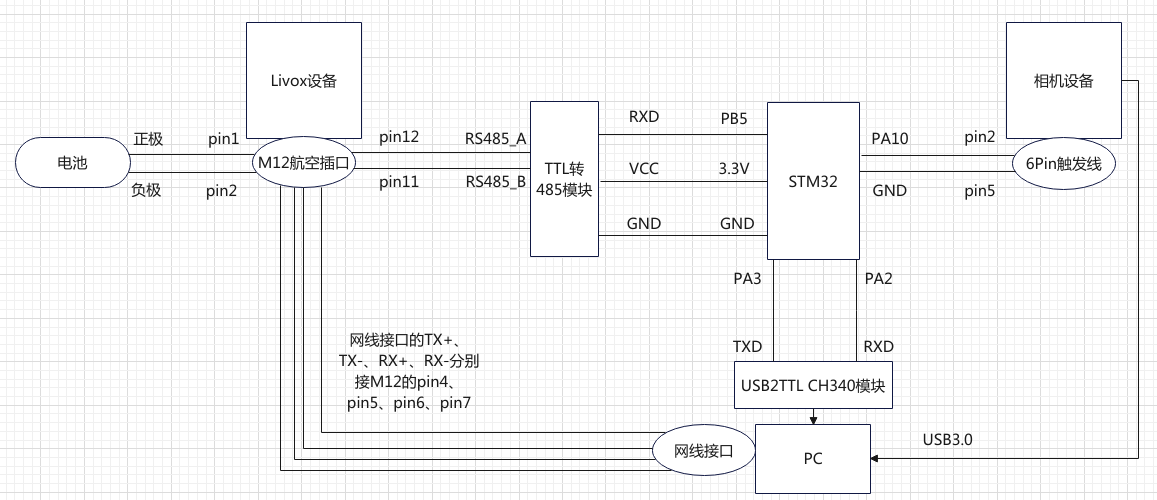 Livox设备
相机设备
电池
正极
负极
pin1
pin2
M12航空插口
pin12
pin11
RS485_A
RS485_B
TTL转
485模块
RXD
PB5
VCC
3.3V
GND
GND
STM32
PA10
pin2
GND
pin5
6Pin触发线
PA3
PA2
TXD
RXD
USB2TTL CH340模块
网线接口的TX+、
TX-、RX+、RX-分别
接M12的pin4、
pin5、pin6、pin7
网线接口
PC
USB3.0